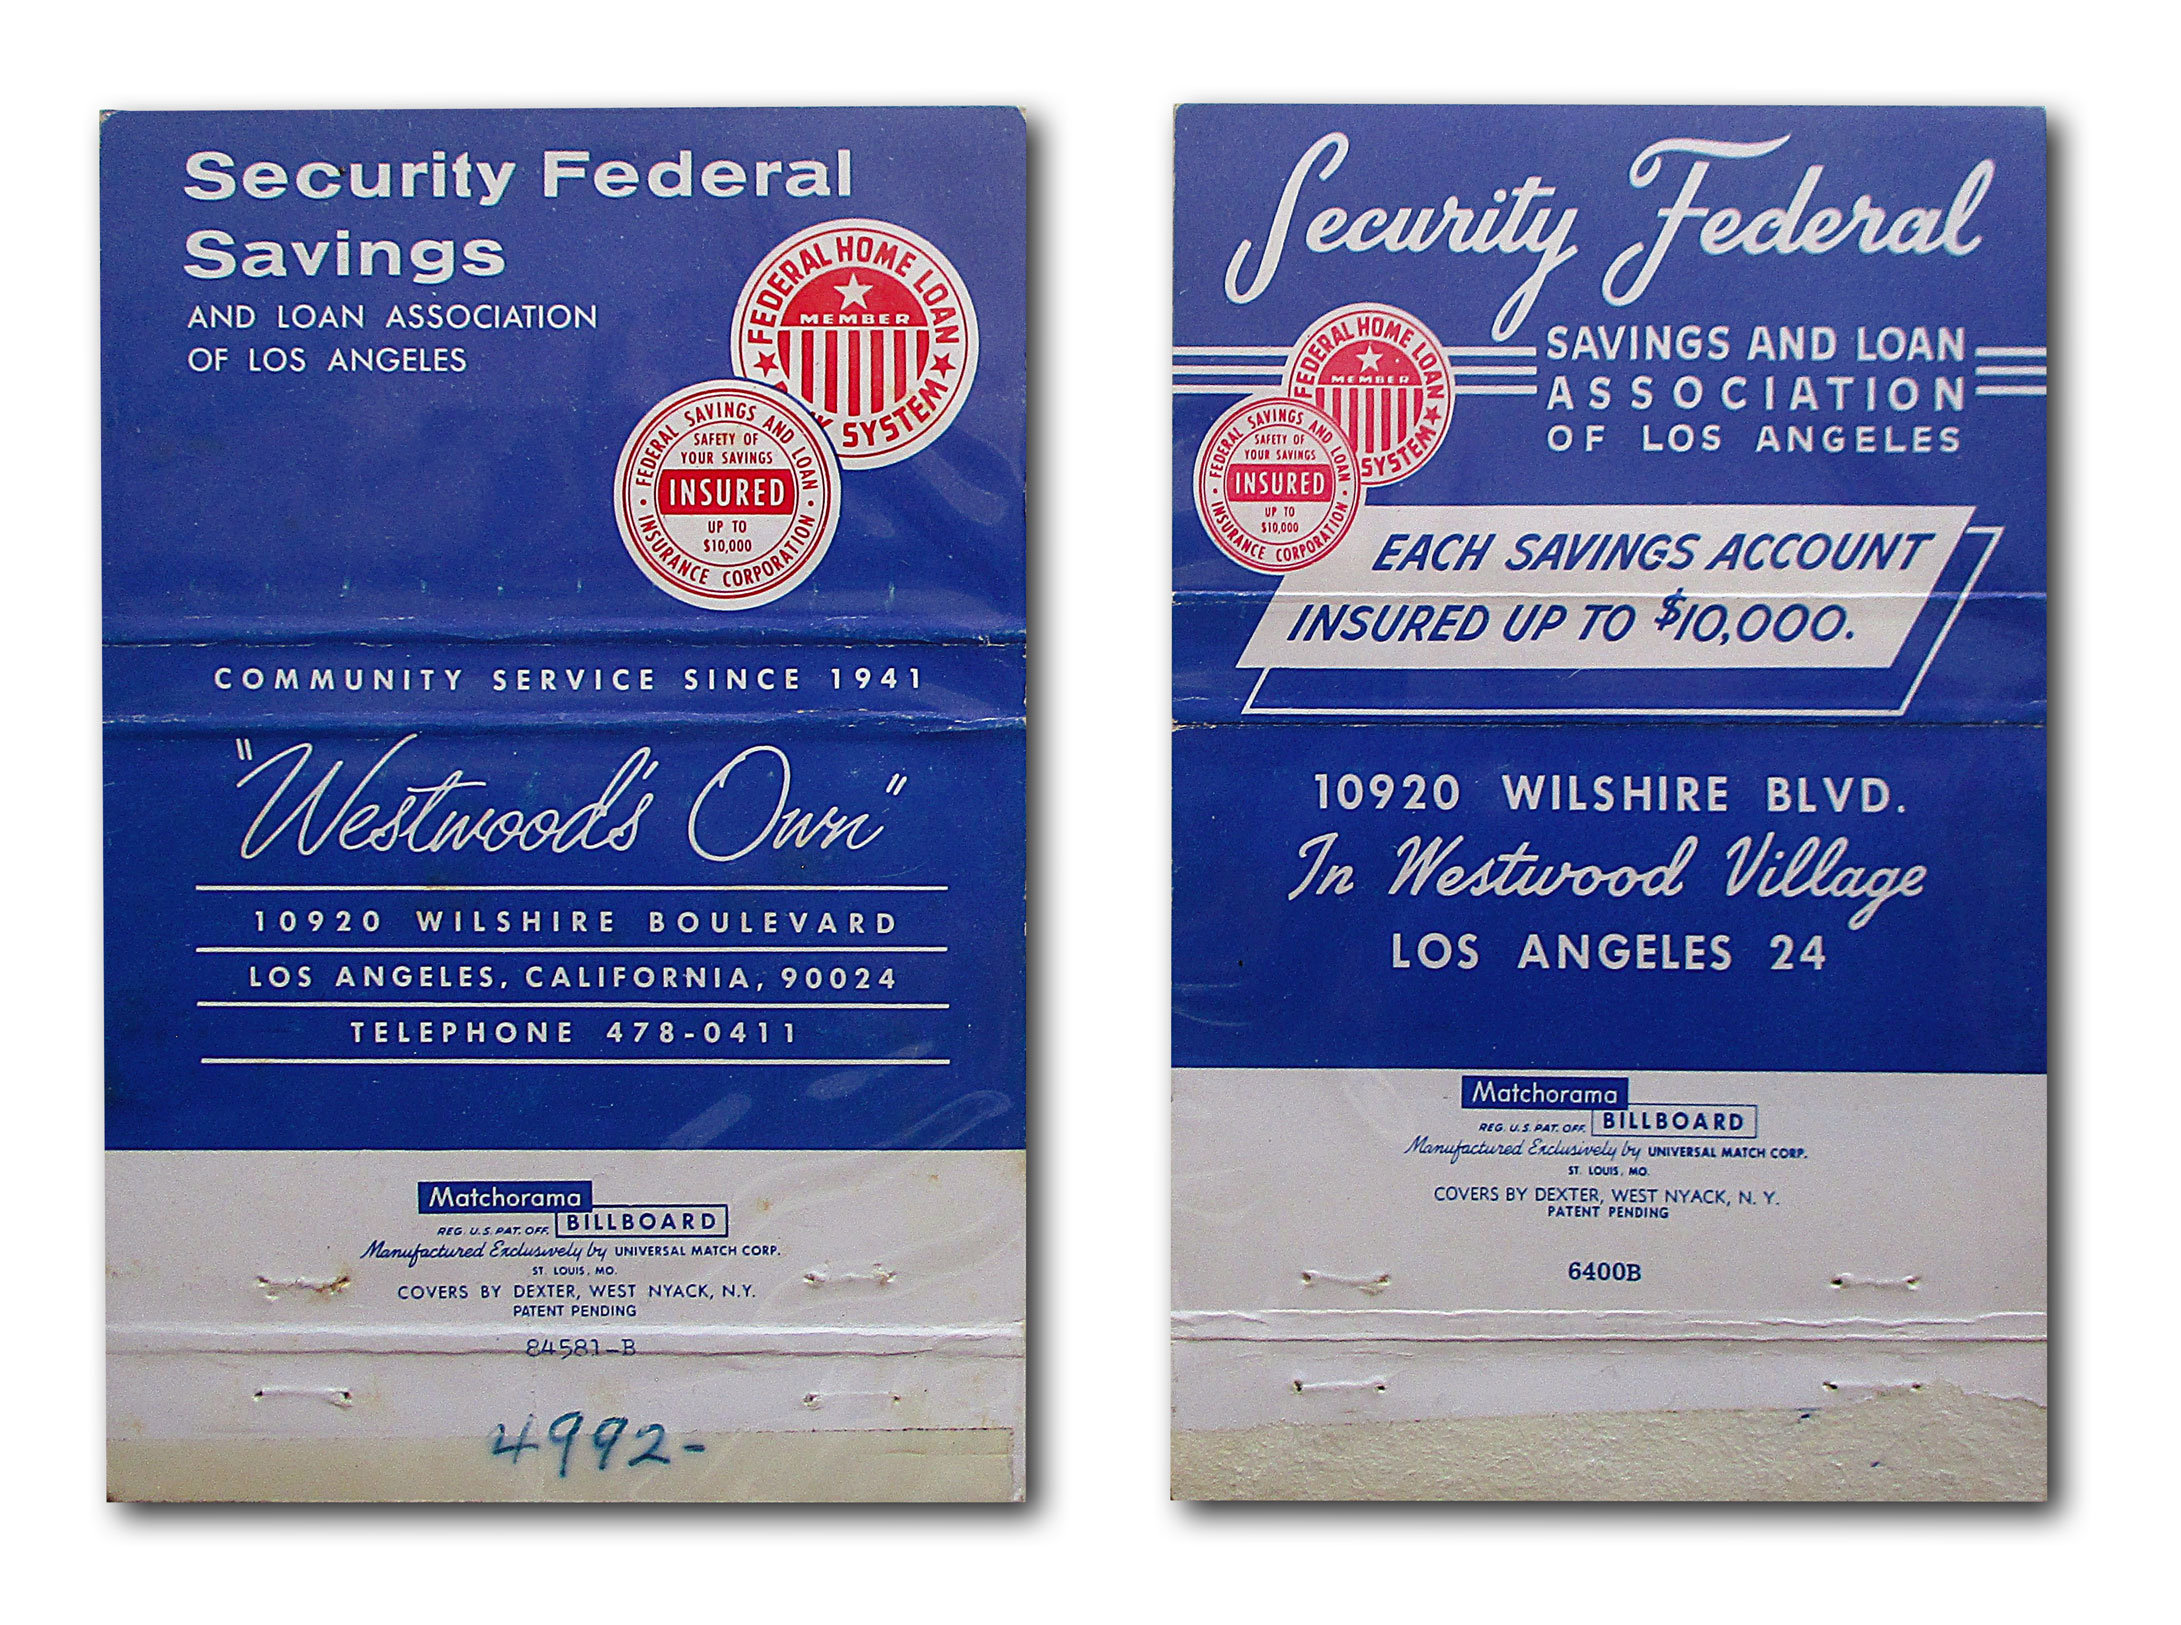 Security Federal
Savings
AND LOAN ASSOCIATION
OF LOS ANGELES
FEDERAL HOME LOAN
MEMBER
SYSTEM
FEDERAL SAVINGS AND LOAN
SAFETY OF
YOUR SAVINGS
INSURED
UP TO
$10,000
INSURANCE CORPORATION
COMMUNITY SERVICE SINCE 1941
"Westwood's Own"
10920 WILSHIRE BOULEVARD
LOS ANGELES, CALIFORNIA, 90024
TELEPHONE 478-0411
Matchorama
REG. U.S. PAT. OFF. BILLBOARD
Manufactured Exclusively by UNIVERSAL MATCH CORP.
ST. LOUIS, MO.
COVERS BY DEXTER, WEST NYACK, N.Y.
PATENT PENDING
84581-B
4992-
Security Federal
SAVINGS AND LOAN
ASSOCIATION
OF LOS ANGELES
FEDERAL HOME LOAN
MEMBER
SYSTEM
FEDERAL SAVINGS AND LOAN
SAFETY OF
YOUR SAVINGS
INSURED
UP TO
$10,000
INSURANCE CORPORATION
EACH SAVINGS ACCOUNT
INSURED UP TO $10,000.
10920 WILSHIRE BLVD.
In Westwood Village
LOS ANGELES 24
Matchorama
REG. U.S. PAT. OFF. BILLBOARD
Manufactured Exclusively by UNIVERSAL MATCH CORP.
ST. LOUIS, MO.
COVERS BY DEXTER, WEST NYACK, N. Y.
PATENT PENDING
6400B